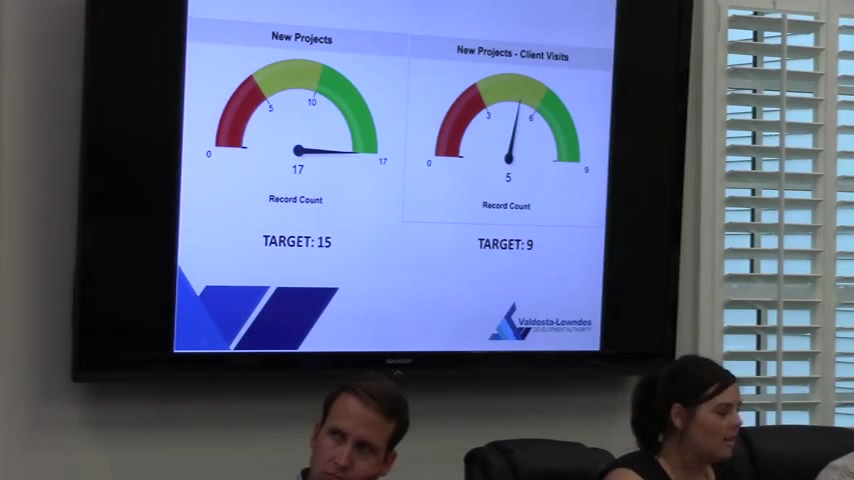 New Projects
5
10
0
17
17
Record Count
TARGET: 15
New Projects - Client Visits
3
6
0
9
5
Record Count
TARGET: 9
Valdosta-Lowndes
DEVELOPMENT AUTHORITY
SHARP